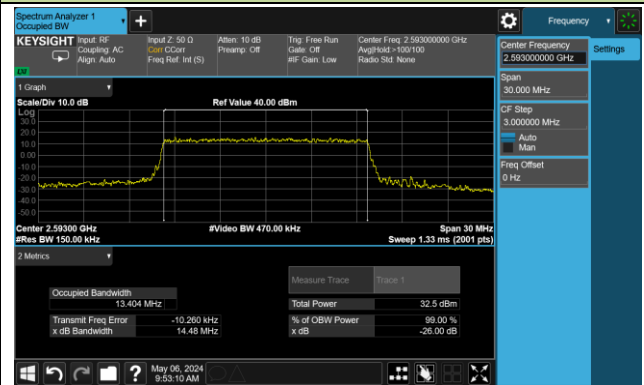 Spectrum Analyzer 1
Occupied BW
Frequency
KEYSIGHT
Input: RF
Coupling: AC
Align: Auto
Input Z: 50 Ω
Corr CCorr
Freq Ref: Int (S)
Atten: 10 dB
Preamp: Off
Trig: Free Run
Gate: Off
#IF Gain: Low
Center Freq: 2.593000000 GHz
Avg|Hold:>100/100
Radio Std: None
Center Frequency
2.593000000 GHz
Settings
Span
30.000 MHz
CF Step
3.000000 MHz
Auto
Man
Freq Offset
0 Hz
1 Graph
Scale/Div 10.0 dB
Ref Value 40.00 dBm
Log
30.0
20.0
10.0
0.00
-10.0
-20.0
-30.0
-40.0
-50.0
Center 2.59300 GHz
#Video BW 470.00 kHz
Span 30 MHz
#Res BW 150.00 kHz
Sweep 1.33 ms (2001 pts)
2 Metrics
Measure Trace
Trace 1
Occupied Bandwidth
13.404 MHz
Total Power
32.5 dBm
Transmit Freq Error
-10.260 kHz
% of OBW Power
99.00 %
x dB Bandwidth
14.48 MHz
x dB
-26.00 dB
May 06, 2024
9:53:10 AM